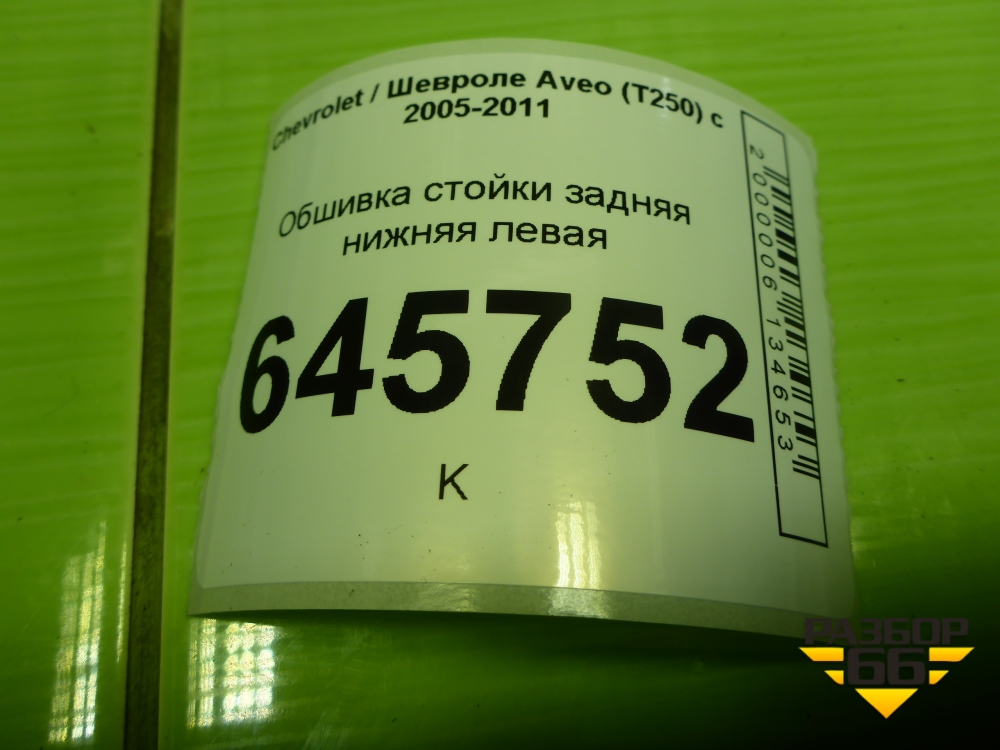 Chevrolet / Шевроле Aveo (T250) с
2005-2011
Обшивка стойки задняя
нижняя левая
645752
К
2000006134653
РАЗБОР
66